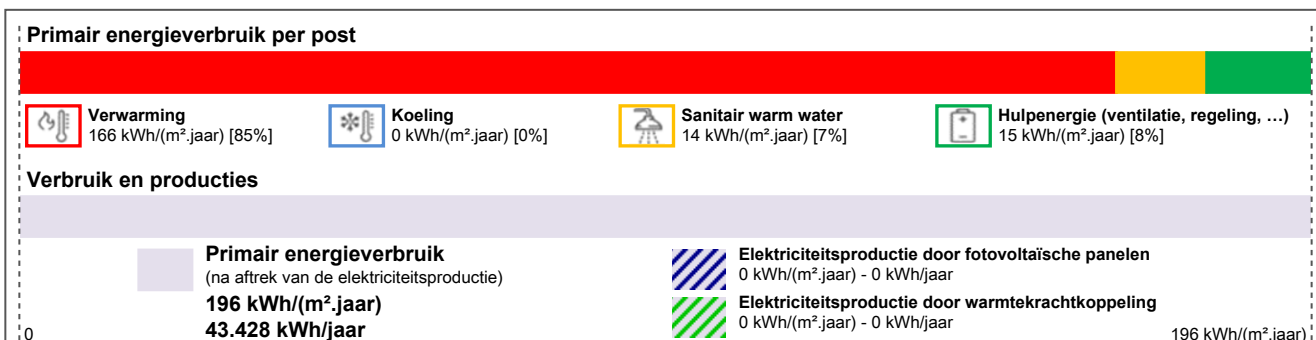 Primair energieverbruik per post
Verwarming
166 kWh/(m².jaar) [85%]
Koeling
0 kWh/(m².jaar) [0%]
Sanitair warm water
14 kWh/(m².jaar) [7%]
Hulpenergie (ventilatie, regeling, …)
15 kWh/(m².jaar) [8%]
Verbruik en producties
Primair energieverbruik
(na aftrek van de elektriciteitsproductie)
196 kWh/(m².jaar)
43.428 kWh/jaar
Elektriciteitsproductie door fotovoltaïsche panelen
0 kWh/(m².jaar) - 0 kWh/jaar
Elektriciteitsproductie door warmtekrachtkoppeling
0 kWh/(m².jaar) - 0 kWh/jaar
0
196 kWh/(m².jaar)